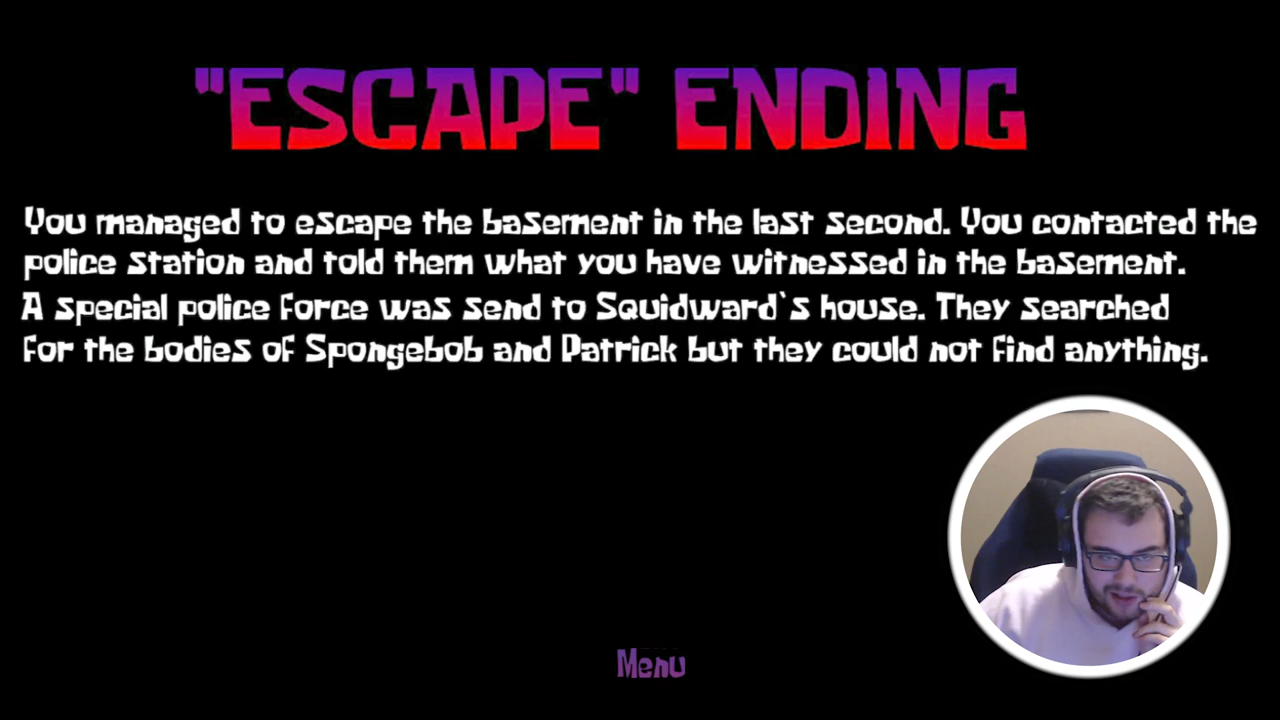 "ESCAPE" ENDING
You managed to escape the basement in the last second. You contacted the
police station and told them what you have witnessed in the basement.
A special police force was send to Squidward`s house. They searched
for the bodies of Spongebob and Patrick but they could not find anything.
Menu